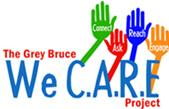 Connect
Reach
Ask
Engage
The Grey Bruce
We C.A.R.E
Project